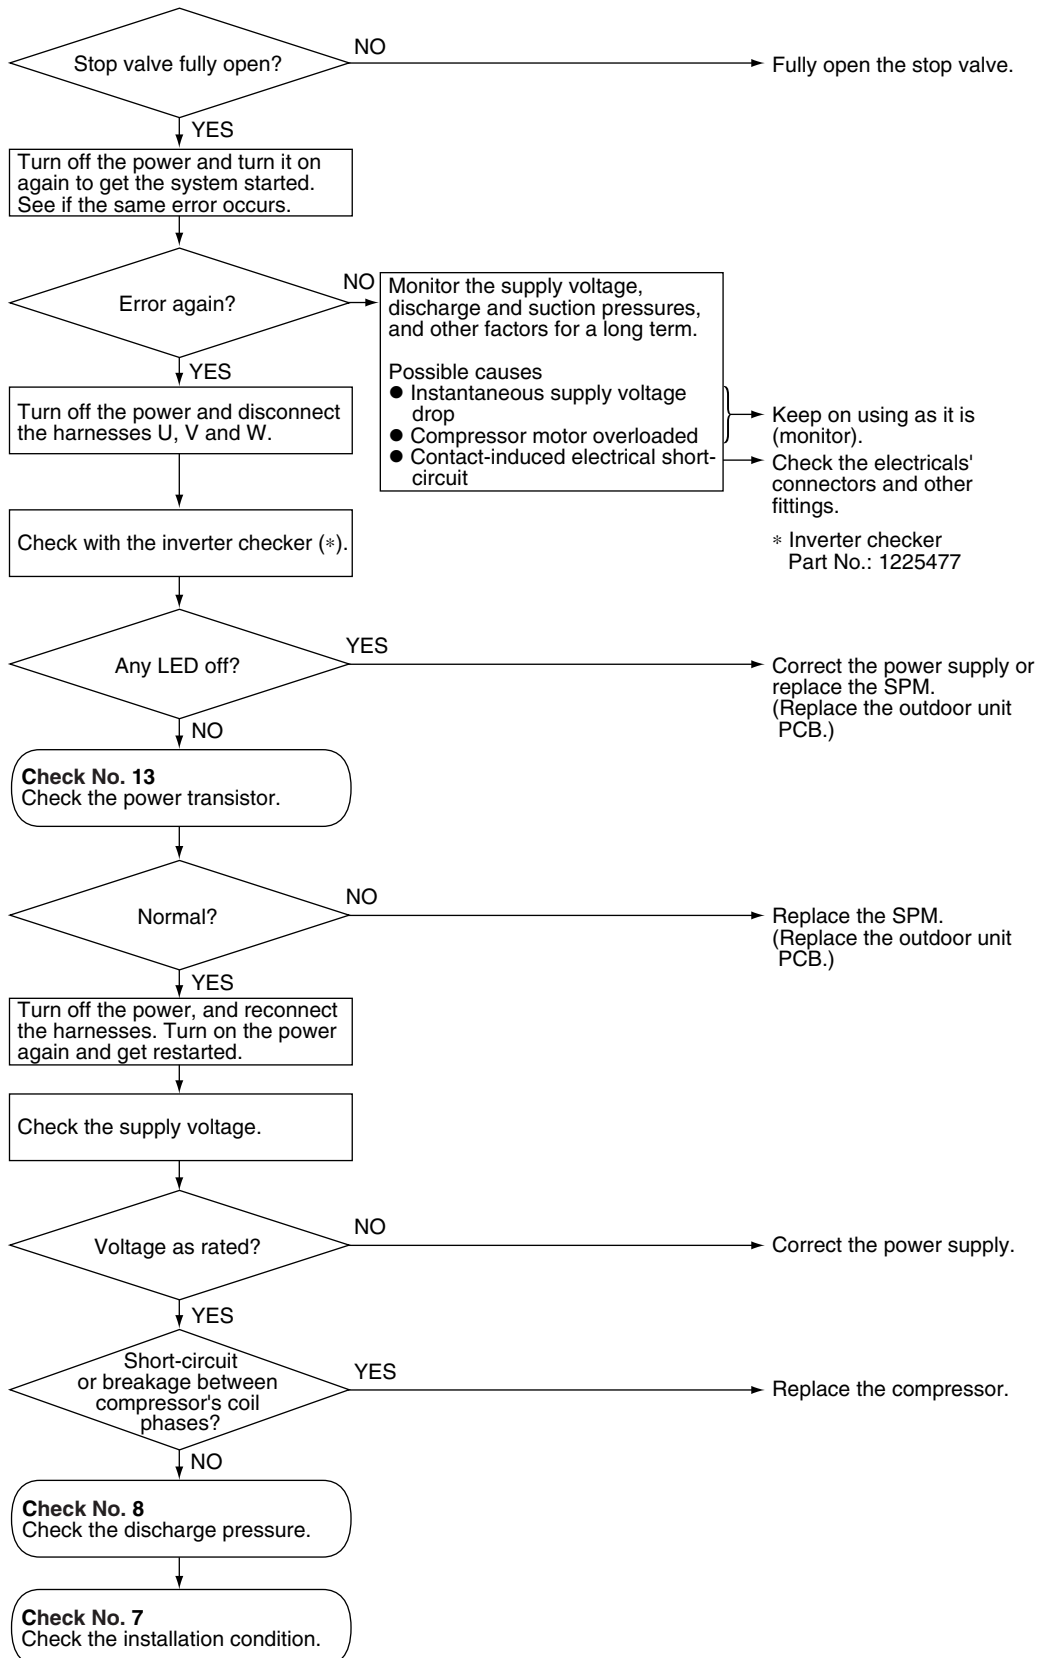 Stop valve fully open?
NO
Fully open the stop valve.
YES
Turn off the power and turn it on
again to get the system started.
See if the same error occurs.
Error again?
NO
Monitor the supply voltage,
discharge and suction pressures,
and other factors for a long term.
Possible causes
● Instantaneous supply voltage
drop
● Compressor motor overloaded
● Contact-induced electrical short-
circuit
Keep on using as it is
(monitor).
Check the electricals'
connectors and other
fittings.
* Inverter checker
Part No.: 1225477
YES
Turn off the power and disconnect
the harnesses U, V and W.
Check with the inverter checker (*).
Any LED off?
YES
Correct the power supply or
replace the SPM.
(Replace the outdoor unit
PCB.)
NO
Check No. 13
Check the power transistor.
Normal?
NO
Replace the SPM.
(Replace the outdoor unit
PCB.)
YES
Turn off the power, and reconnect
the harnesses. Turn on the power
again and get restarted.
Check the supply voltage.
Voltage as rated?
NO
Correct the power supply.
YES
Short-circuit
or breakage between
compressor's coil
phases?
YES
Replace the compressor.
NO
Check No. 8
Check the discharge pressure.
Check No. 7
Check the installation condition.